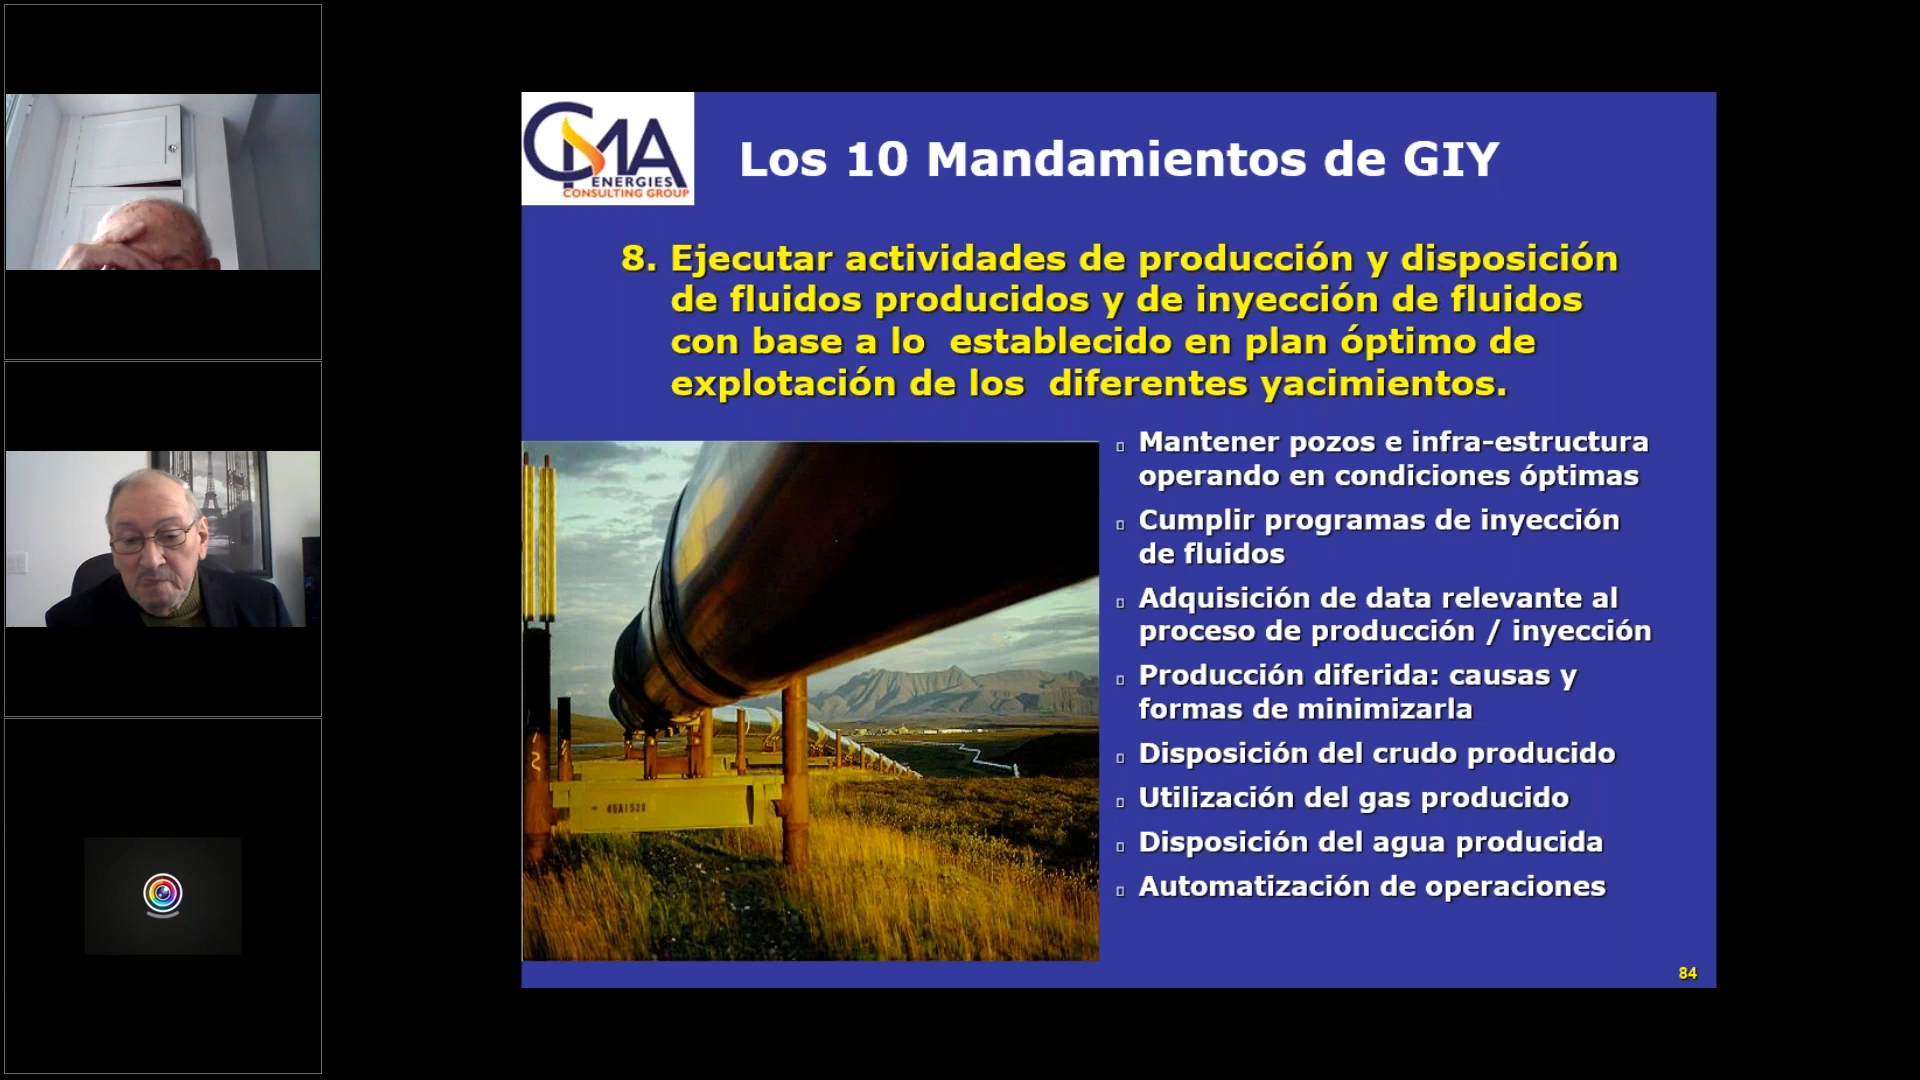 CMA
ENERGIES
CONSULTING GROUP
Los 10 Mandamientos de GIY
8. Ejecutar actividades de producción y disposición
de fluidos producidos y de inyección de fluidos
con base a lo establecido en plan óptimo de
explotación de los diferentes yacimientos.
Mantener pozos e infra-estructura
operando en condiciones óptimas
Cumplir programas de inyección
de fluidos
Adquisición de data relevante al
proceso de producción / inyección
Producción diferida: causas y
formas de minimizarla
Disposición del crudo producido
Utilización del gas producido
Disposición del agua producida
Automatización de operaciones
84